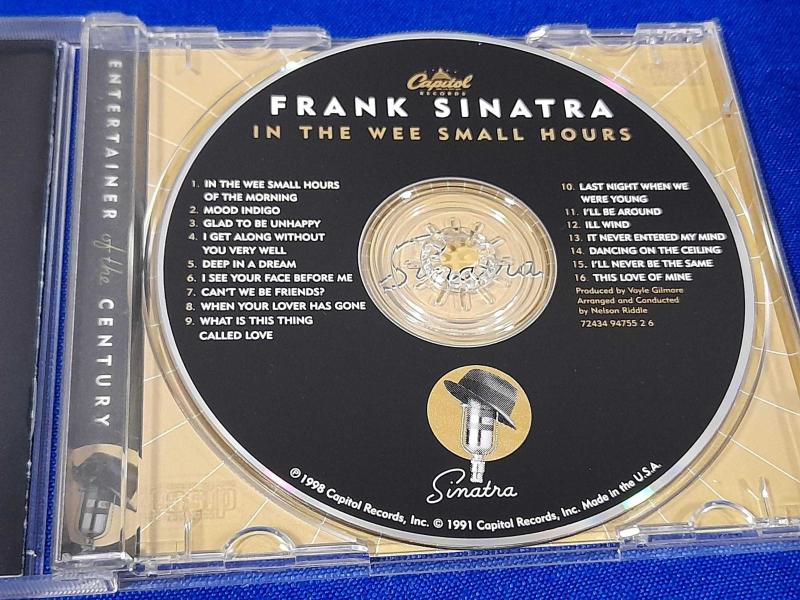 ENTERTAINER of the CENTURY
Capitol
RECORDS
FRANK SINATRA
IN THE WEE SMALL HOURS
1. IN THE WEE SMALL HOURS
OF THE MORNING
2. MOOD INDIGO
3. GLAD TO BE UNHAPPY
4. I GET ALONG WITHOUT
YOU VERY WELL
5. DEEP IN A DREAM
6. I SEE YOUR FACE BEFORE ME
7. CAN'T WE BE FRIENDS?
8. WHEN YOUR LOVER HAS GONE
9. WHAT IS THIS THING
CALLED LOVE
10. LAST NIGHT WHEN WE
WERE YOUNG
11. I'LL BE AROUND
12. ILL WIND
13. IT NEVER ENTERED MY MIND
14. DANCING ON THE CEILING
15. I'LL NEVER BE THE SAME
16. THIS LOVE OF MINE
Produced by Voyle Gilmore
Arranged and Conducted
by Nelson Riddle
72434 94755 2 6
Sinatra
Sinatra
℗ 1998 Capitol Records, Inc. © 1991 Capitol Records, Inc. Made in the U.S.A.